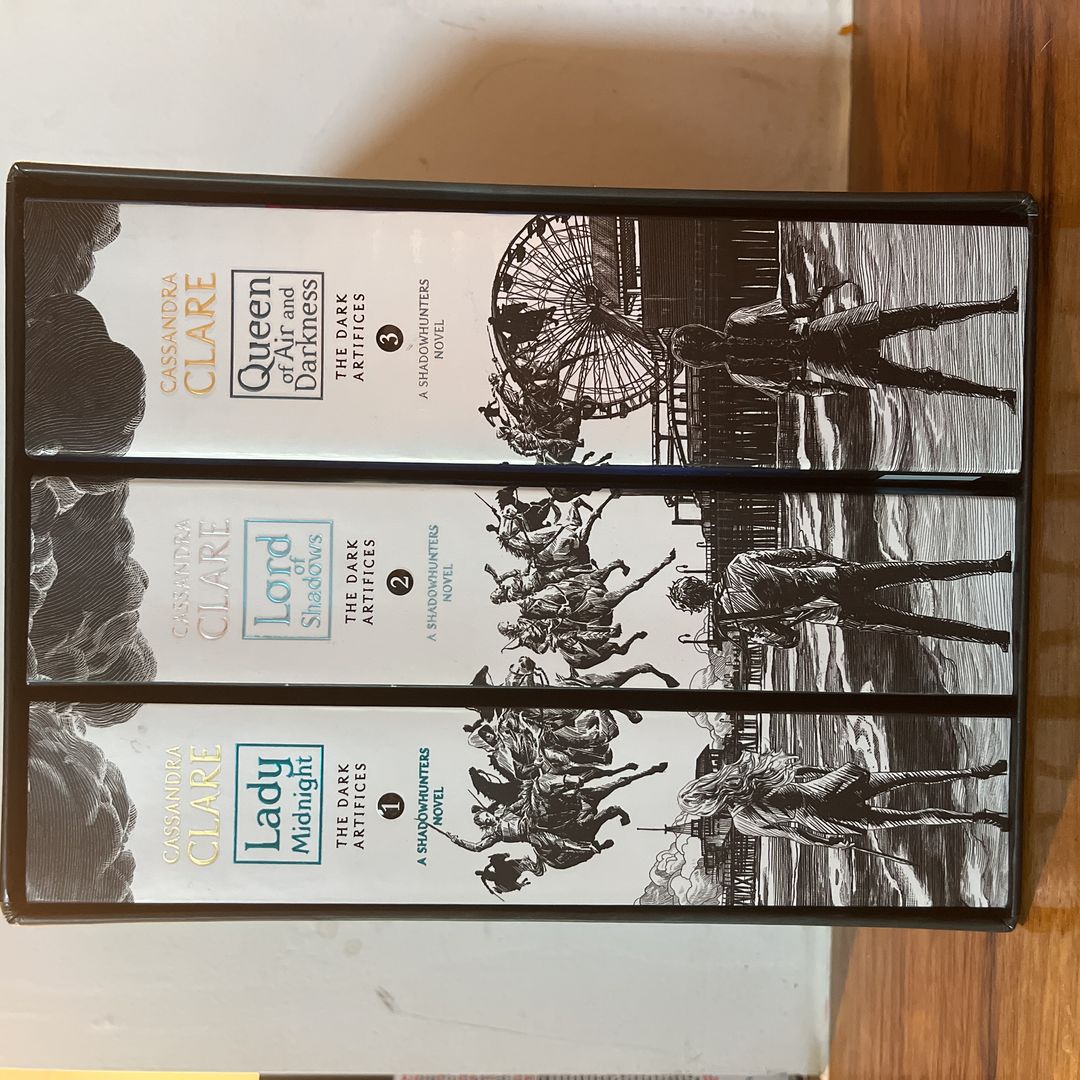 CASSANDRA
CLARE
Lady
Midnight
THE DARK
ARTIFICES
1
A SHADOWHUNTERS
NOVEL
CASSANDRA
CLARE
Lord
of
Shadows
THE DARK
ARTIFICES
2
A SHADOWHUNTERS
NOVEL
CASSANDRA
CLARE
Queen
of Air and
Darkness
THE DARK
ARTIFICES
3
A SHADOWHUNTERS
NOVEL